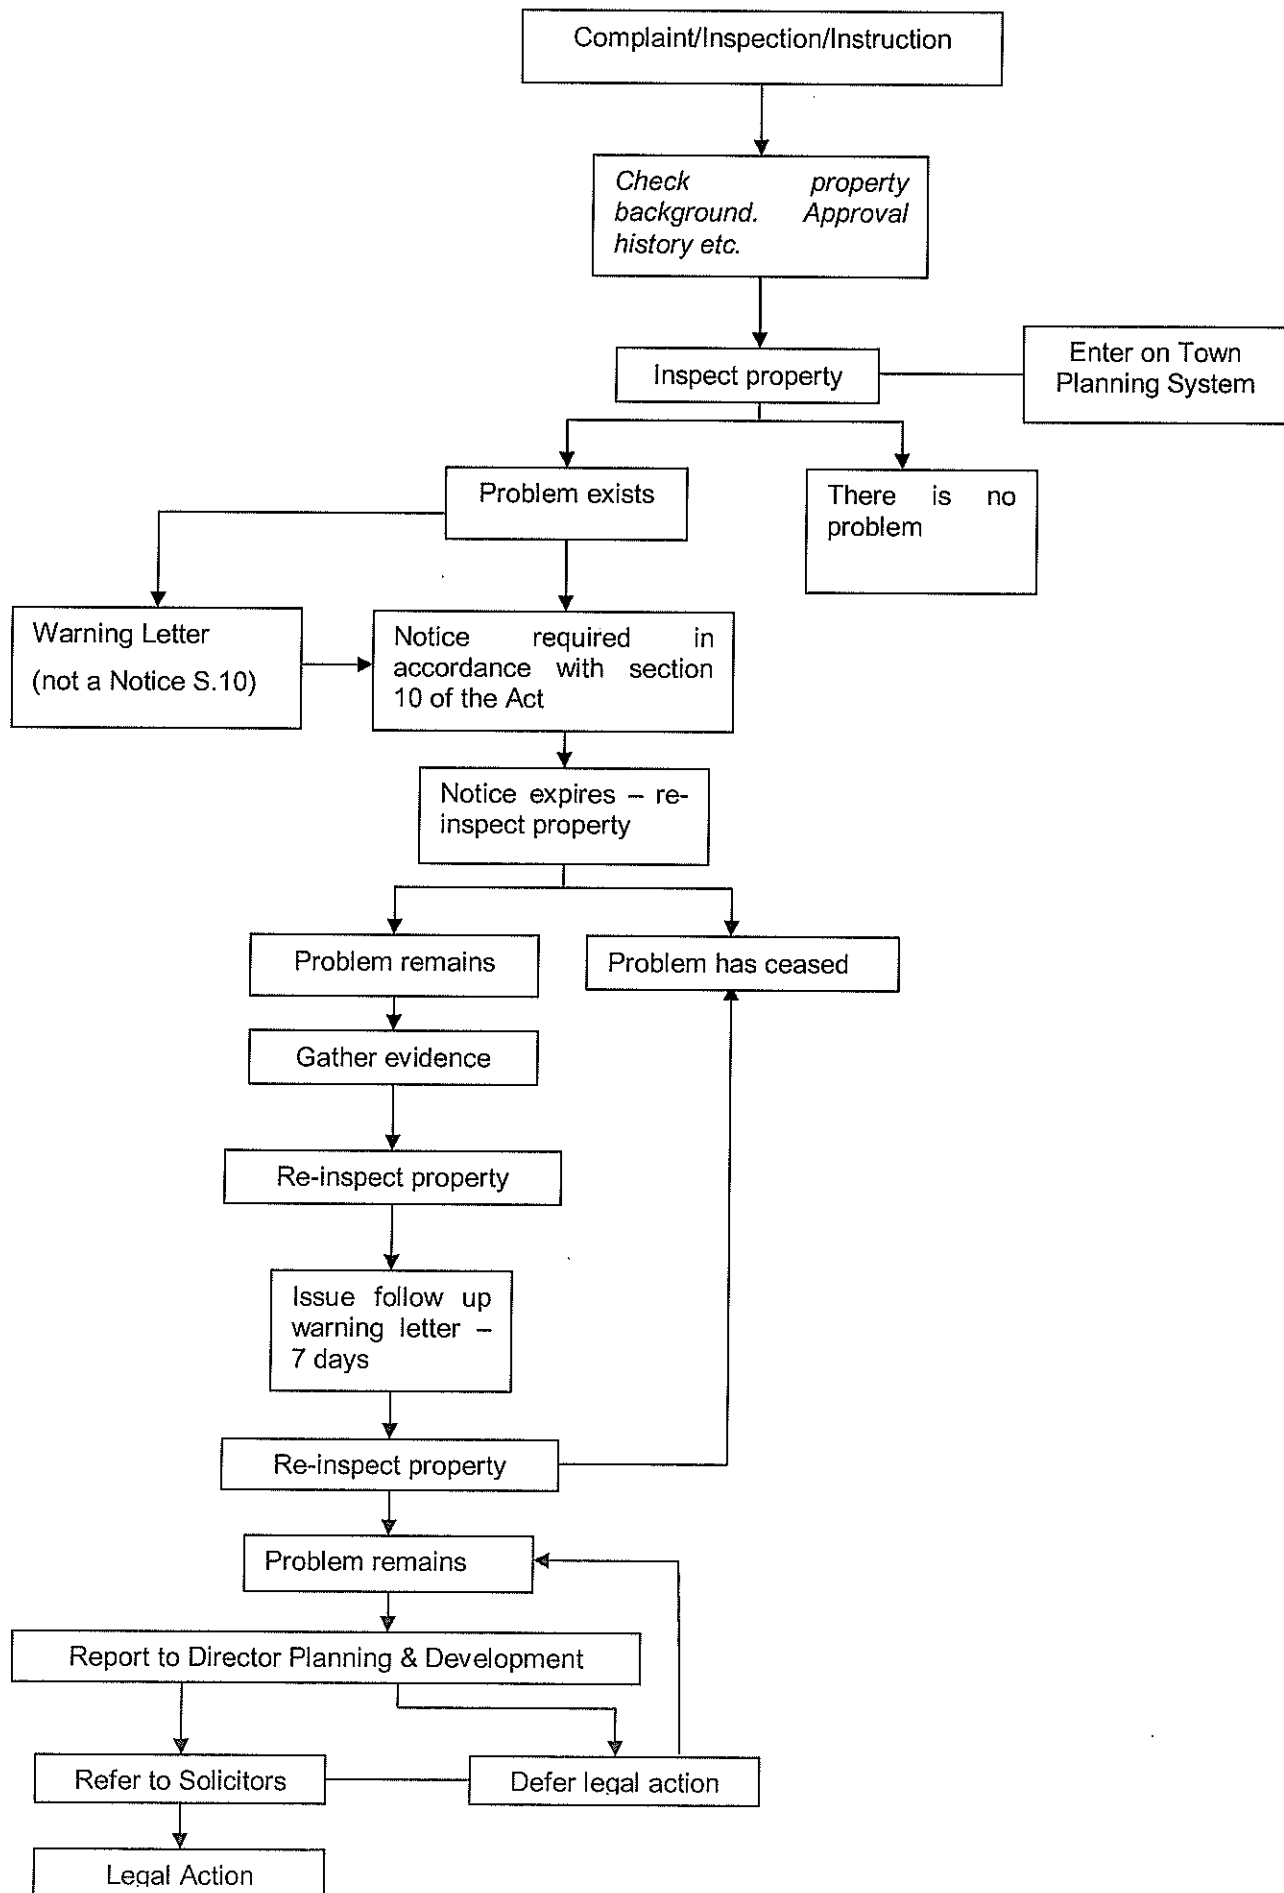 Complaint/Inspection/Instruction
Check property
background. Approval
history etc.
Inspect property
Enter on Town
Planning System
Problem exists
There is no
problem
Warning Letter
(not a Notice S.10)
Notice required in
accordance with section
10 of the Act
Notice expires – re-
inspect property
Problem remains
Problem has ceased
Gather evidence
Re-inspect property
Issue follow up
warning letter –
7 days
Re-inspect property
Problem remains
Report to Director Planning & Development
Refer to Solicitors
Defer legal action
Legal Action